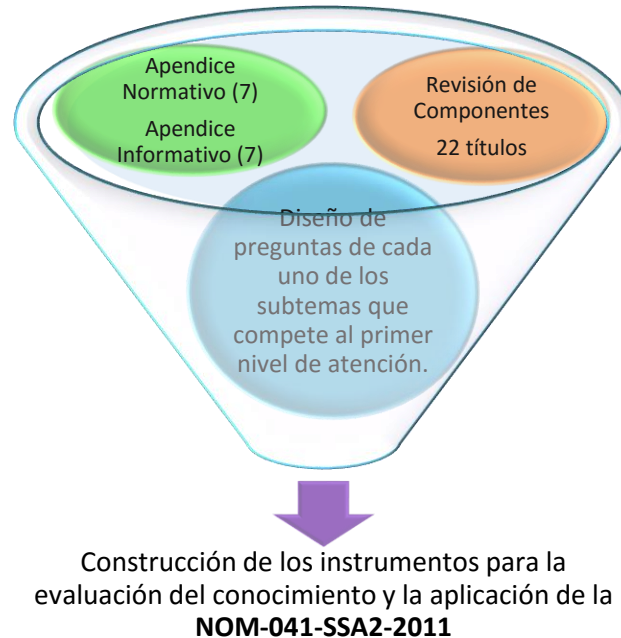 Apendice
Normativo (7)
Apendice
Informativo (7)
Revisión de
Componentes
22 títulos
Diseño de
preguntas de cada
uno de los
subtemas que
compete al primer
nivel de atención.
Construcción de los instrumentos para la
evaluación del conocimiento y la aplicación de la
NOM-041-SSA2-2011